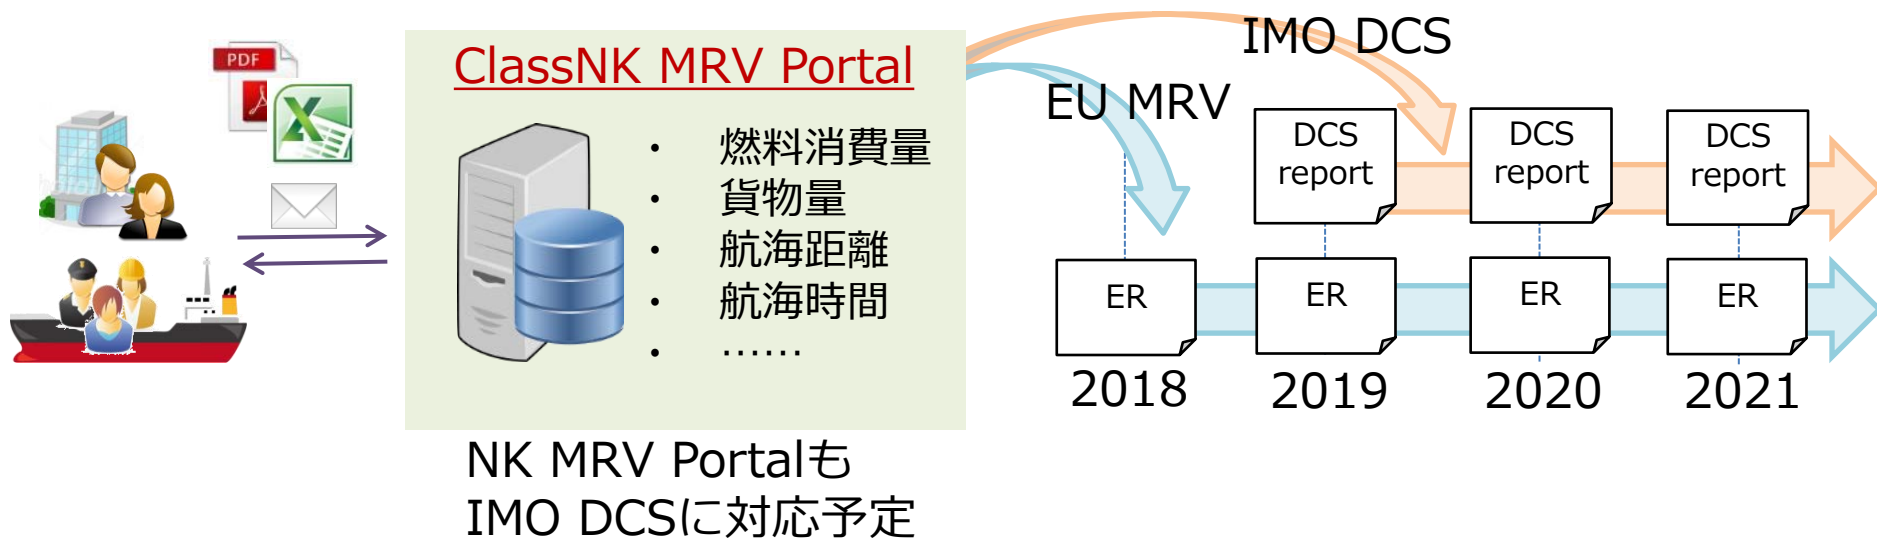 PDF
ClassNK MRV Portal
・ 燃料消費量
・ 貨物量
・ 航海距離
・ 航海時間
・ ……
NK MRV Portalも
IMO DCSに対応予定
IMO DCS
EU MRV
DCS
report
DCS
report
DCS
report
ER
ER
ER
ER
2018
2019
2020
2021